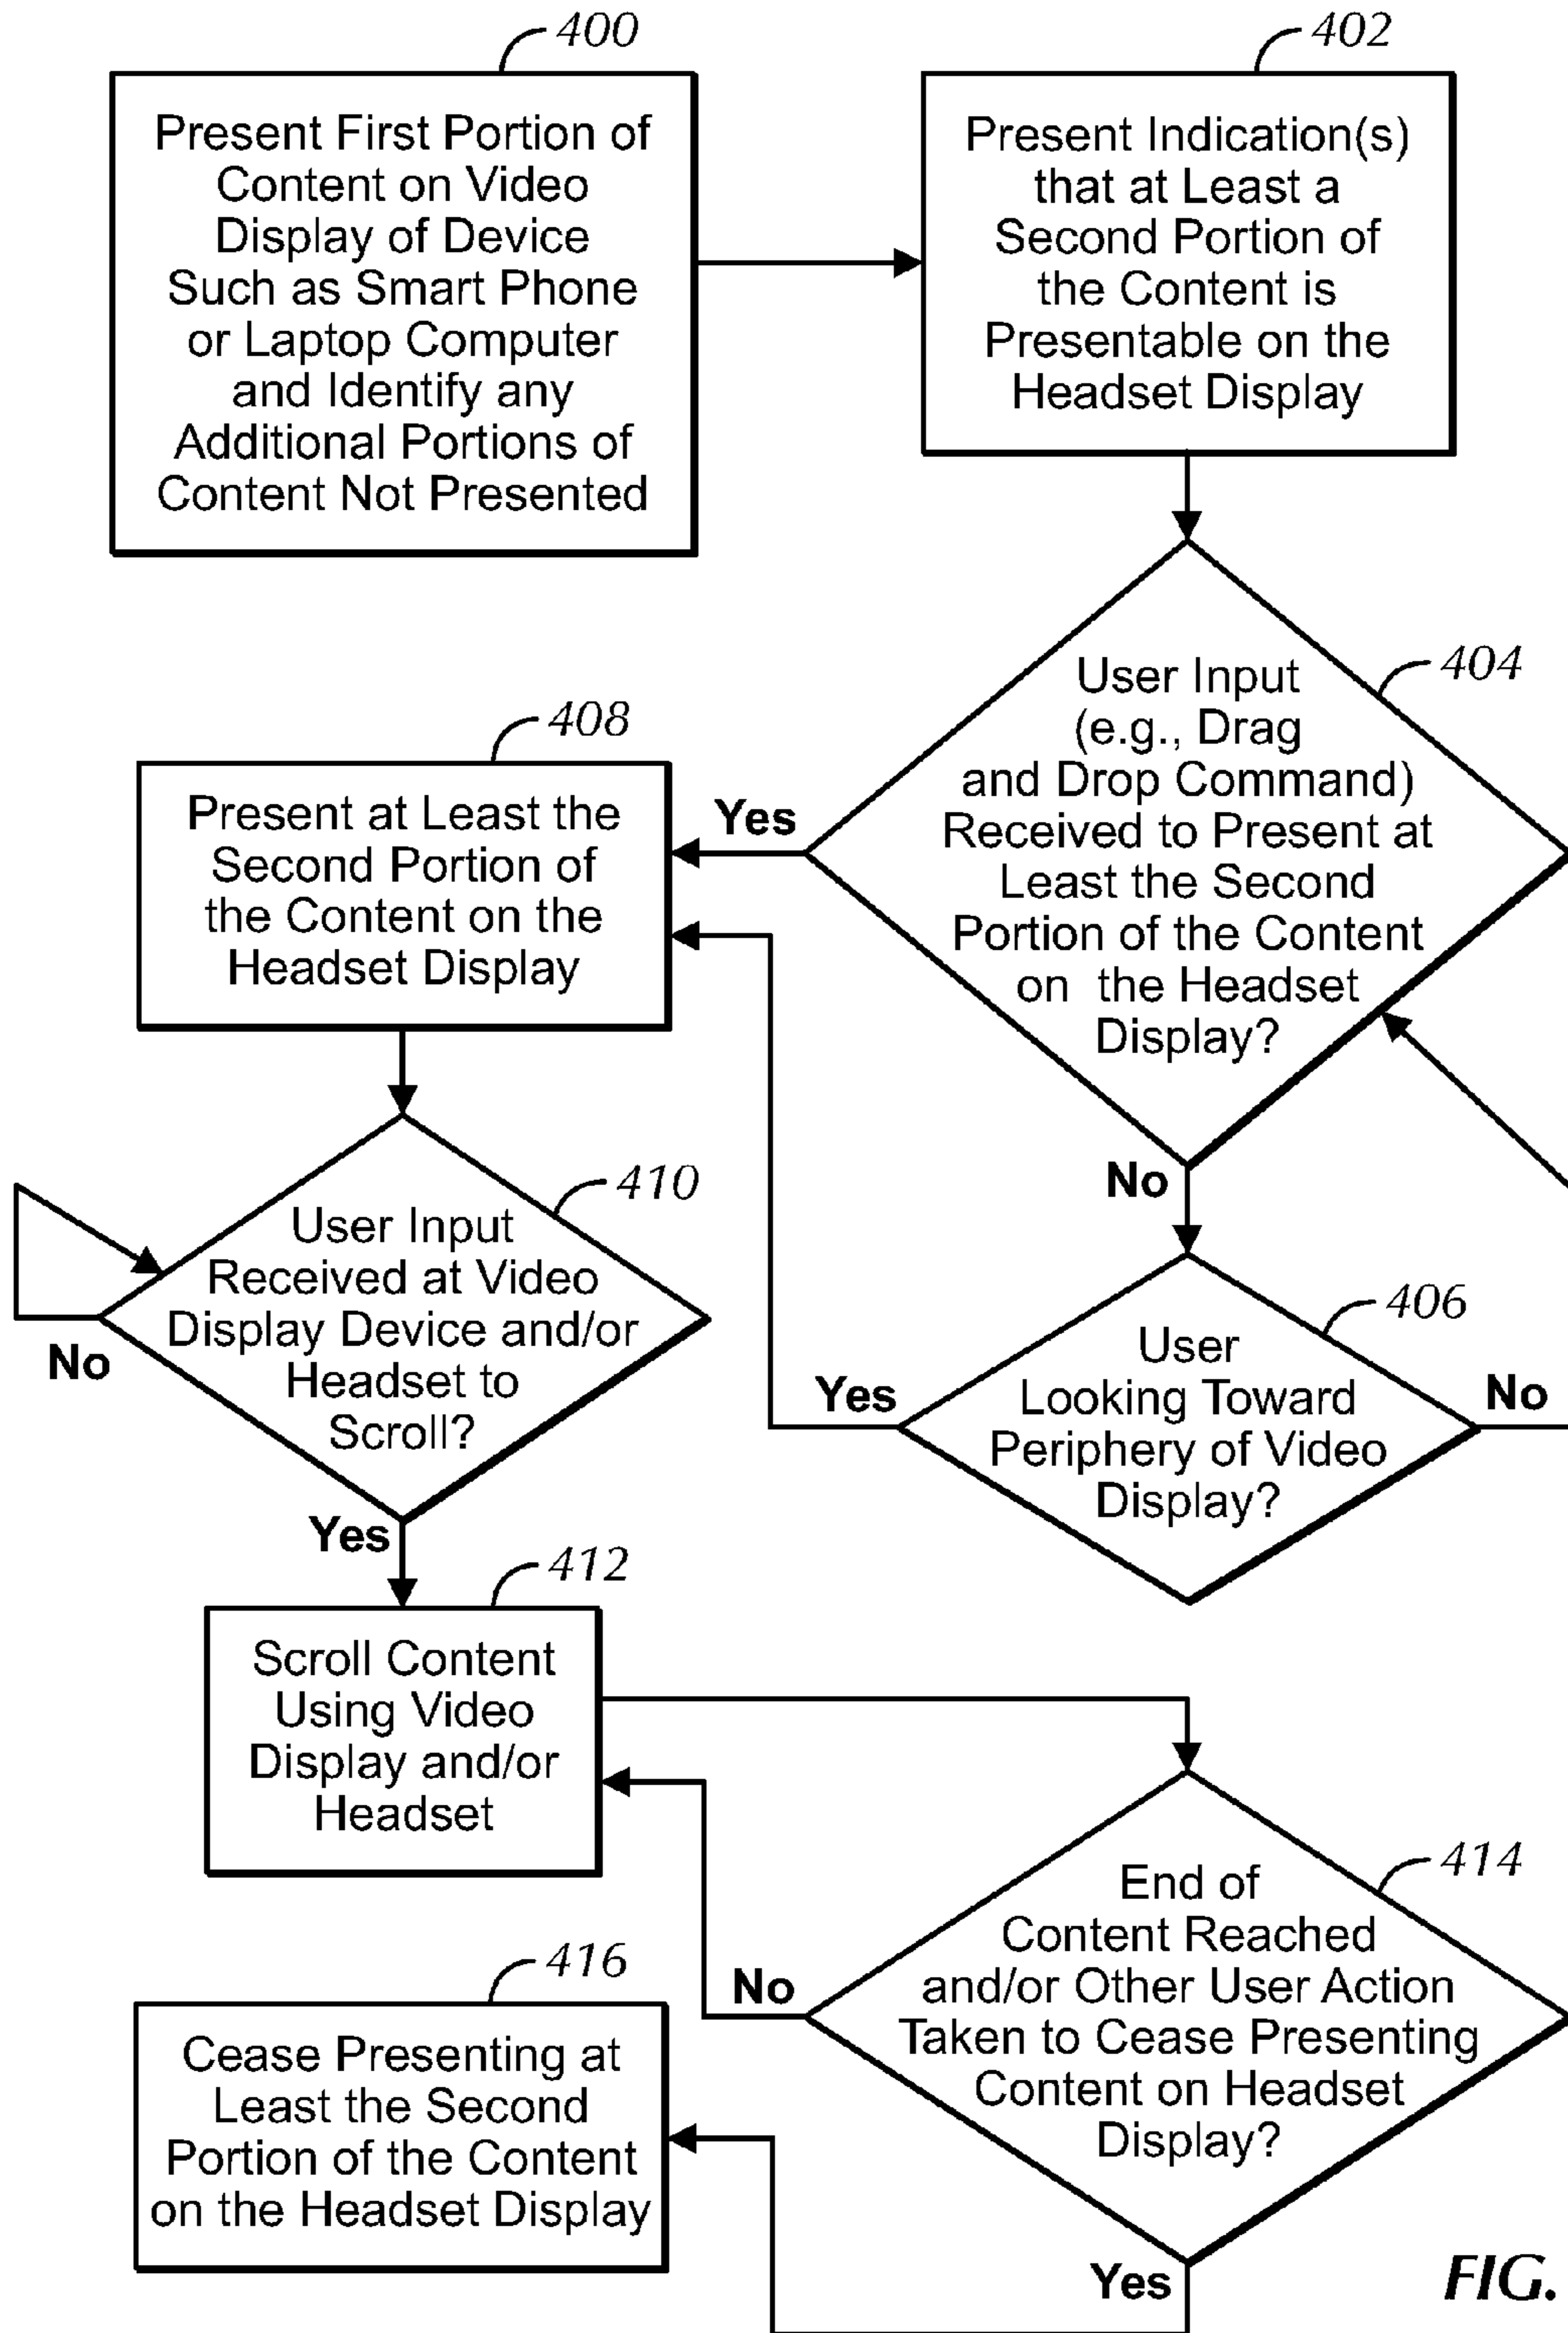 400
Present First Portion of
Content on Video
Display of Device
Such as Smart Phone
or Laptop Computer
and Identify any
Additional Portions of
Content Not Presented
402
Present Indication(s)
that at Least a
Second Portion of
the Content is
Presentable on the
Headset Display
404
User Input
(e.g., Drag
and Drop Command)
Received to Present at
Least the Second
Portion of the Content
on the Headset
Display?
Yes
No
408
Present at Least the
Second Portion of
the Content on the
Headset Display
406
User
Looking Toward
Periphery of Video
Display?
Yes
No
410
User Input
Received at Video
Display Device and/or
Headset to
Scroll?
No
Yes
412
Scroll Content
Using Video
Display and/or
Headset
414
End of
Content Reached
and/or Other User Action
Taken to Cease Presenting
Content on Headset
Display?
No
Yes
416
Cease Presenting at
Least the Second
Portion of the Content
on the Headset Display
FIG.